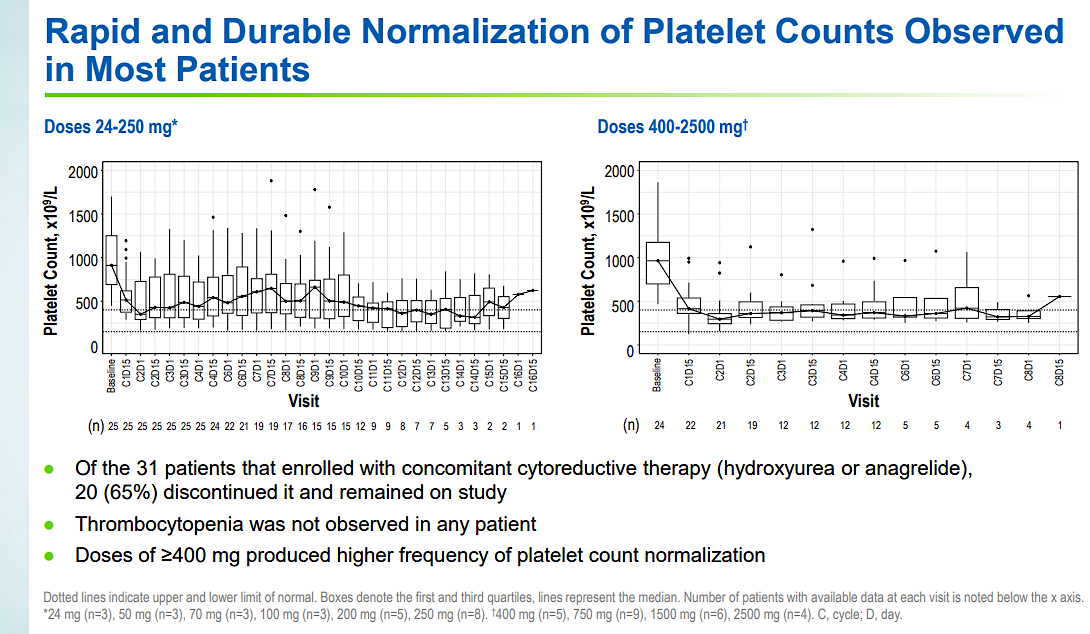 Rapid and Durable Normalization of Platelet Counts Observed
in Most Patients
Doses 24-250 mg*
Platelet Count, x10⁹/L
2000
1500
1000
500
0
Baseline C1D15 C2D1 C2D15 C3D1 C3D15 C4D1 C4D15 C6D1 C6D15 C7D1 C7D15 C8D1 C8D15 C9D1 C9D15 C10D1 C10D15 C11D1 C11D15 C12D1 C12D15 C13D1 C13D15 C14D1 C14D15 C15D1 C15D15 C16D1 C16D15
Visit
(n) 25 25 25 25 25 25 25 24 22 21 19 19 17 16 15 15 15 12 9 9 8 7 7 5 3 3 2 2 1 1
Doses 400-2500 mg†
Platelet Count, x10⁹/L
2000
1500
1000
500
0
Baseline C1D15 C2D1 C2D15 C3D1 C3D15 C4D1 C4D15 C6D1 C6D15 C7D1 C7D15 C8D1 C8D15
Visit
(n) 24 22 21 19 12 12 12 12 5 5 4 3 4 1
Of the 31 patients that enrolled with concomitant cytoreductive therapy (hydroxyurea or anagrelide),
20 (65%) discontinued it and remained on study
Thrombocytopenia was not observed in any patient
Doses of ≥400 mg produced higher frequency of platelet count normalization
Dotted lines indicate upper and lower limit of normal. Boxes denote the first and third quartiles, lines represent the median. Number of patients with available data at each visit is noted below the x axis.
*24 mg (n=3), 50 mg (n=3), 70 mg (n=3), 100 mg (n=3), 200 mg (n=5), 250 mg (n=8). †400 mg (n=5), 750 mg (n=9), 1500 mg (n=6), 2500 mg (n=4). C, cycle; D, day.